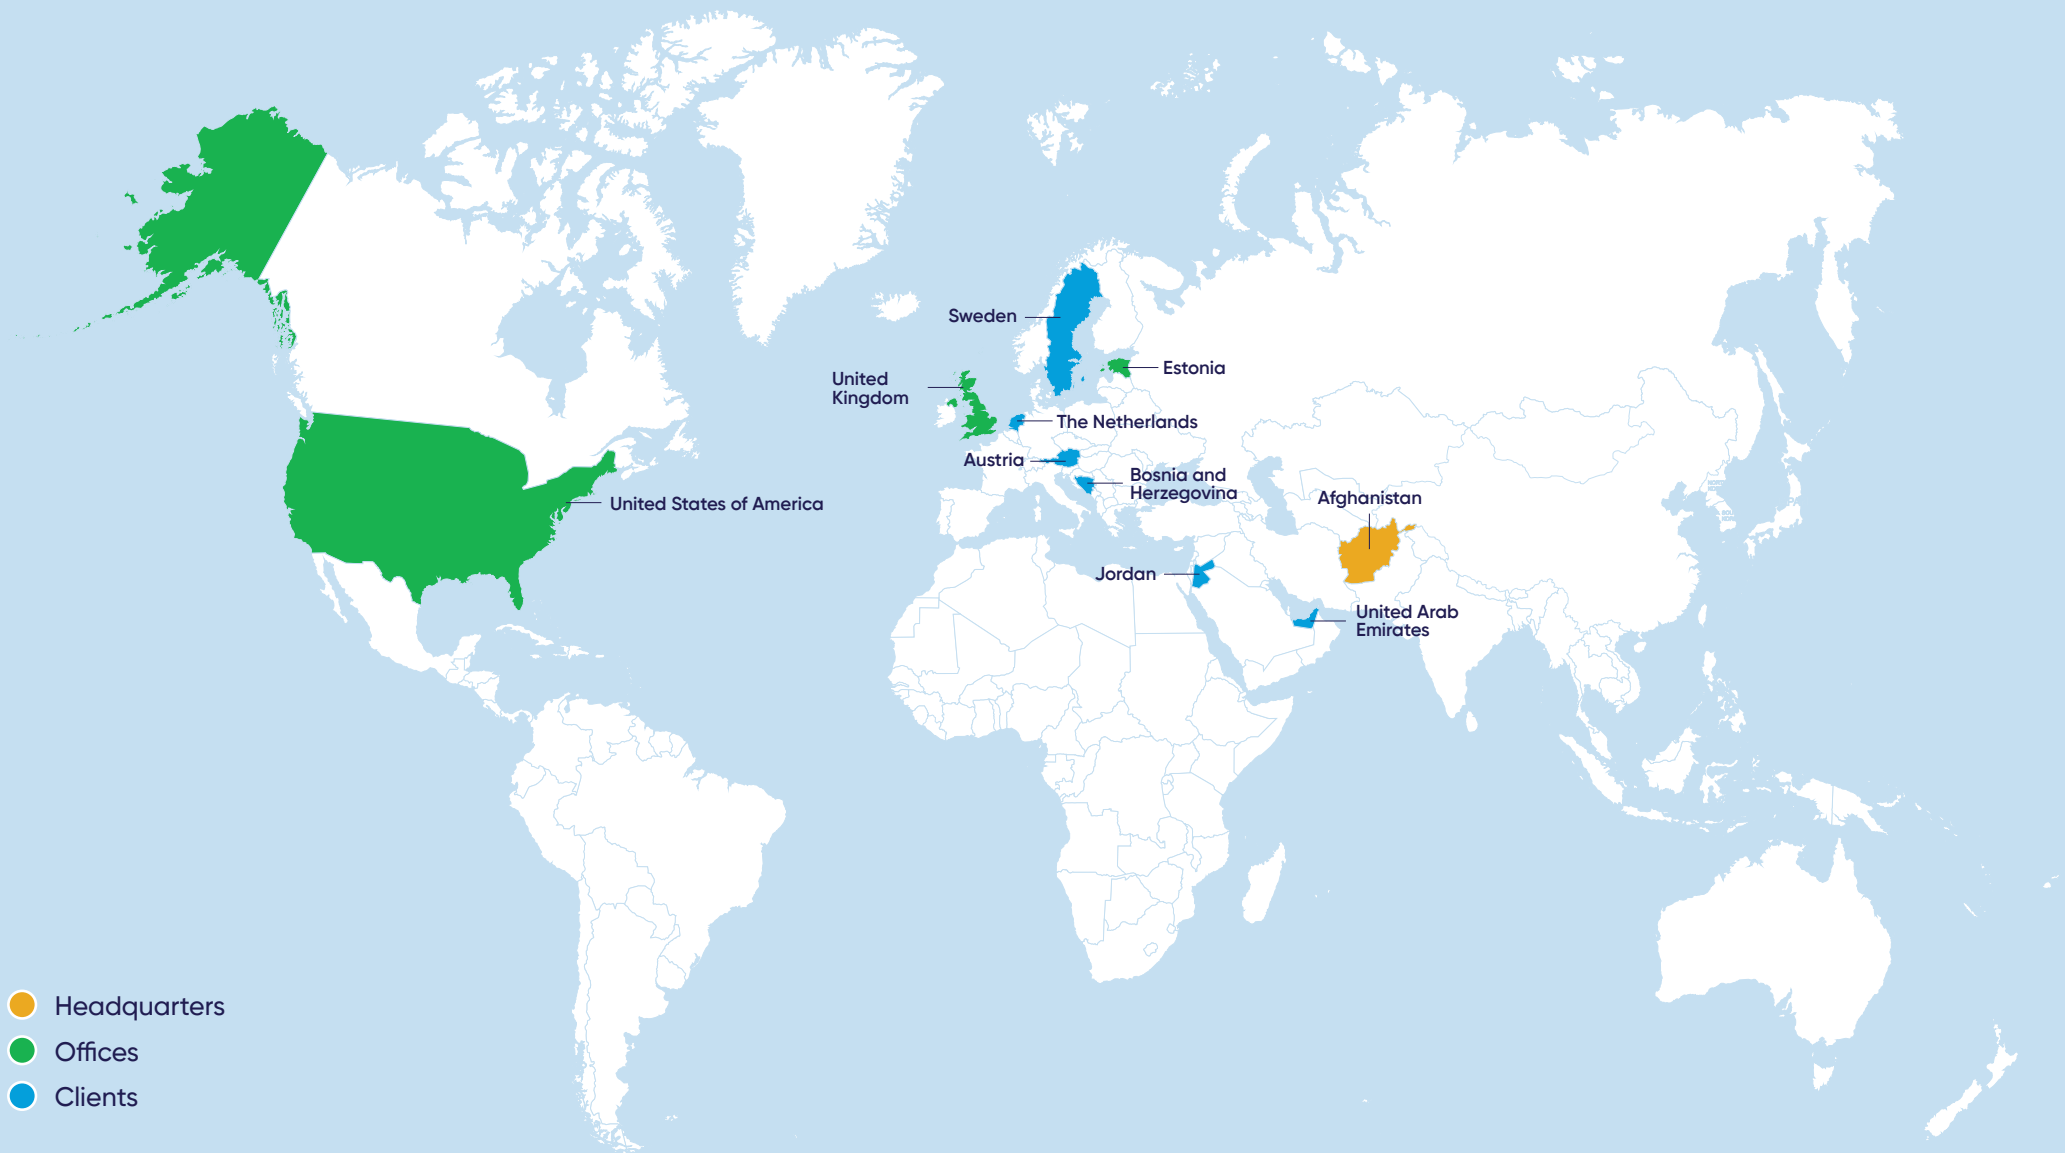 Sweden
Estonia
United
Kingdom
The Netherlands
Austria
Bosnia and
Herzegovina
Afghanistan
United States of America
Jordan
United Arab
Emirates
Headquarters
Offices
Clients